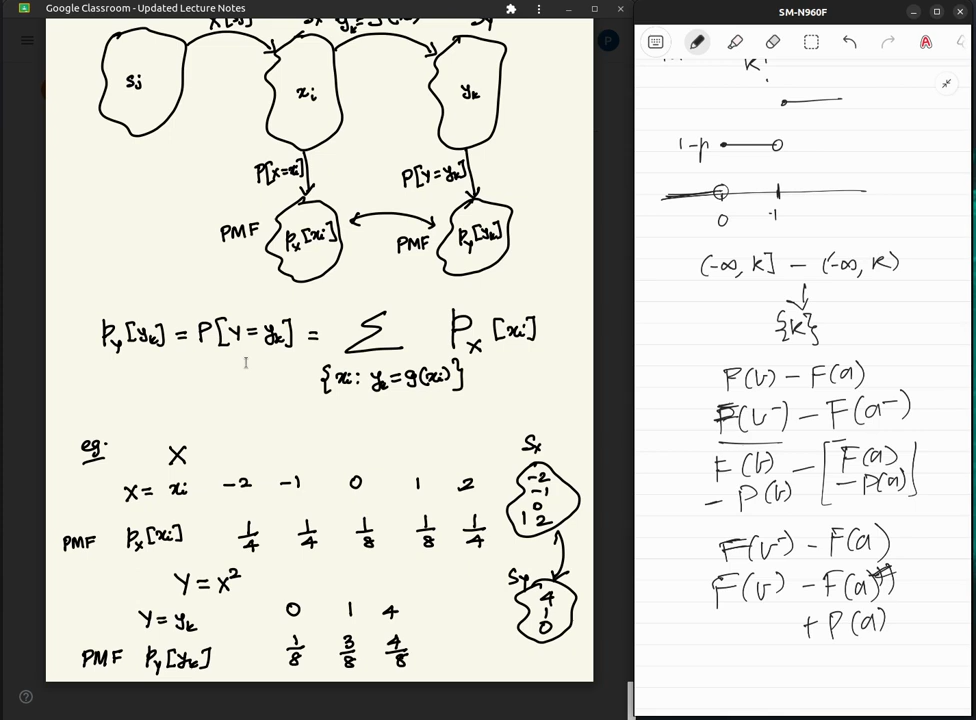 Google Classroom - Updated Lecture Notes
SM-N960F
P
sj
xi
yk
P[X=xi]
P[Y=yk]
PMF
px[xi]
PMF
py[yk]
py[yk] = P[Y=yk] = Σ px[xi]
{xi: yk=g(xi)}
eg.
X
X= xi -2 -1 0 1 2
PMF px[xi] 1/4 1/4 1/8 1/8 1/4
Y = X²
Y= yk 0 1 4
PMF py[yk] 1/8 3/8 4/8
Sx
-2
-1
0
1 2
Sy
4
1
0
k!
1-p
0 1
(-∞, k] - (-∞, k)
{k}
F(b) - F(a)
F(b⁻) - F(a⁻)
F(b) - [F(a)
- P(b) - P(a)]
F(b⁻) - F(a)
F(b) - F(a)
+ P(a)